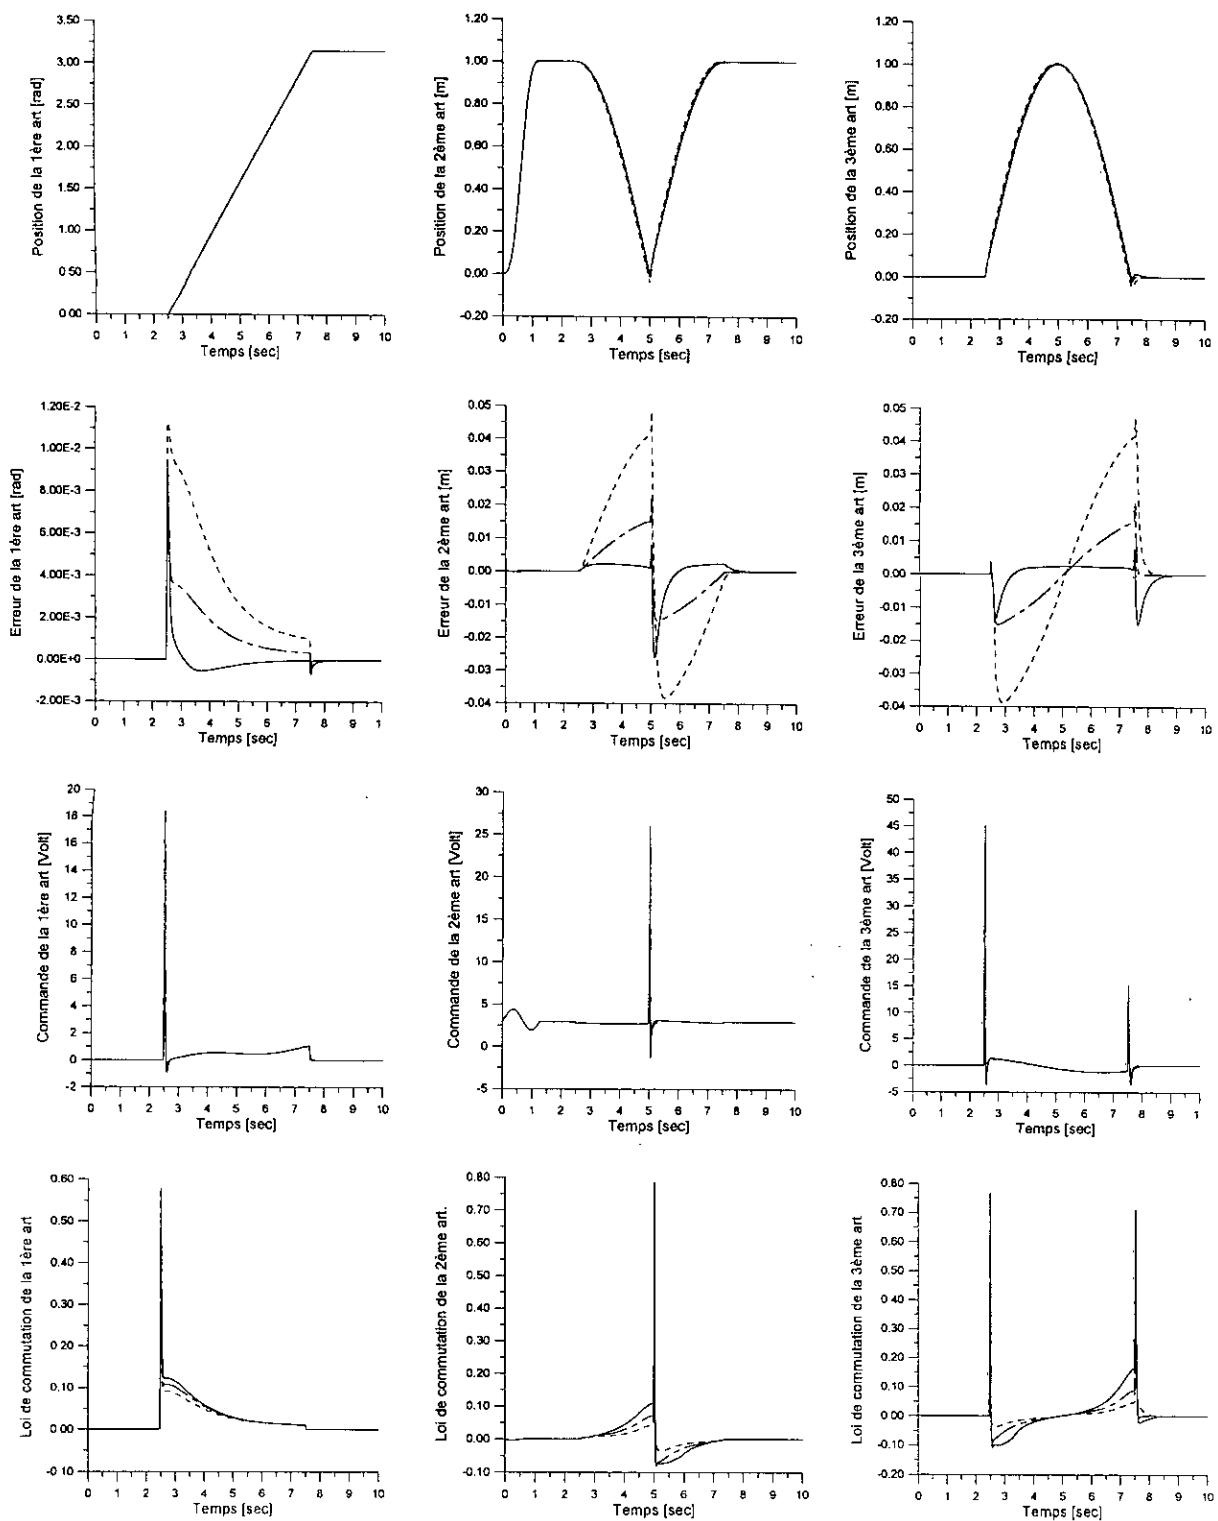 Position de la 1ère art [rad]
3.50
3.00
2.50
2.00
1.50
1.00
0.50
0.00
0 1 2 3 4 5 6 7 8 9 10
Temps [sec]
Position de la 2ème art [m]
1.20
1.00
0.80
0.60
0.40
0.20
0.00
-0.20
0 1 2 3 4 5 6 7 8 9 10
Temps [sec]
Position de la 3ème art [m]
1.20
1.00
0.80
0.60
0.40
0.20
0.00
-0.20
0 1 2 3 4 5 6 7 8 9 10
Temps [sec]
Erreur de la 1ère art [rad]
1.20E-2
1.00E-2
8.00E-3
6.00E-3
4.00E-3
2.00E-3
0.00E+0
-2.00E-3
0 1 2 3 4 5 6 7 8 9 1
Temps [sec]
Erreur de la 2ème art [m]
0.05
0.04
0.03
0.02
0.01
0.00
-0.01
-0.02
-0.03
-0.04
0 1 2 3 4 5 6 7 8 9 10
Temps [sec]
Erreur de la 3ème art [m]
0.05
0.04
0.03
0.02
0.01
0.00
-0.01
-0.02
-0.03
-0.04
0 1 2 3 4 5 6 7 8 9 10
Temps [sec]
Commande de la 1ère art [Volt]
20
18
16
14
12
10
8
6
4
2
0
-2
0 1 2 3 4 5 6 7 8 9 10
Temps [sec]
Commande de la 2ème art [Volt]
30
25
20
15
10
5
0
-5
0 1 2 3 4 5 6 7 8 9 10
Temps [sec]
Commande de la 3ème art [Volt]
50
45
40
35
30
25
20
15
10
5
0
-5
0 1 2 3 4 5 6 7 8 9 1
Temps [sec]
Loi de commutation de la 1ère art
0.60
0.50
0.40
0.30
0.20
0.10
0.00
-0 10
0 1 2 3 4 5 6 7 8 9 10
Temps [sec]
Loi de commutation de la 2ème art.
0.80
0.70
0.60
0.50
0.40
0.30
0.20
0.10
0.00
-0.10
0 1 2 3 4 5 6 7 8 9 10
Temps [sec]
Loi de commutation de la 3ème art
0.80
0.70
0.60
0.50
0.40
0.30
0.20
0.10
0.00
-0.10
-0.20
0 1 2 3 4 5 6 7 8 9 10
Temps [sec]